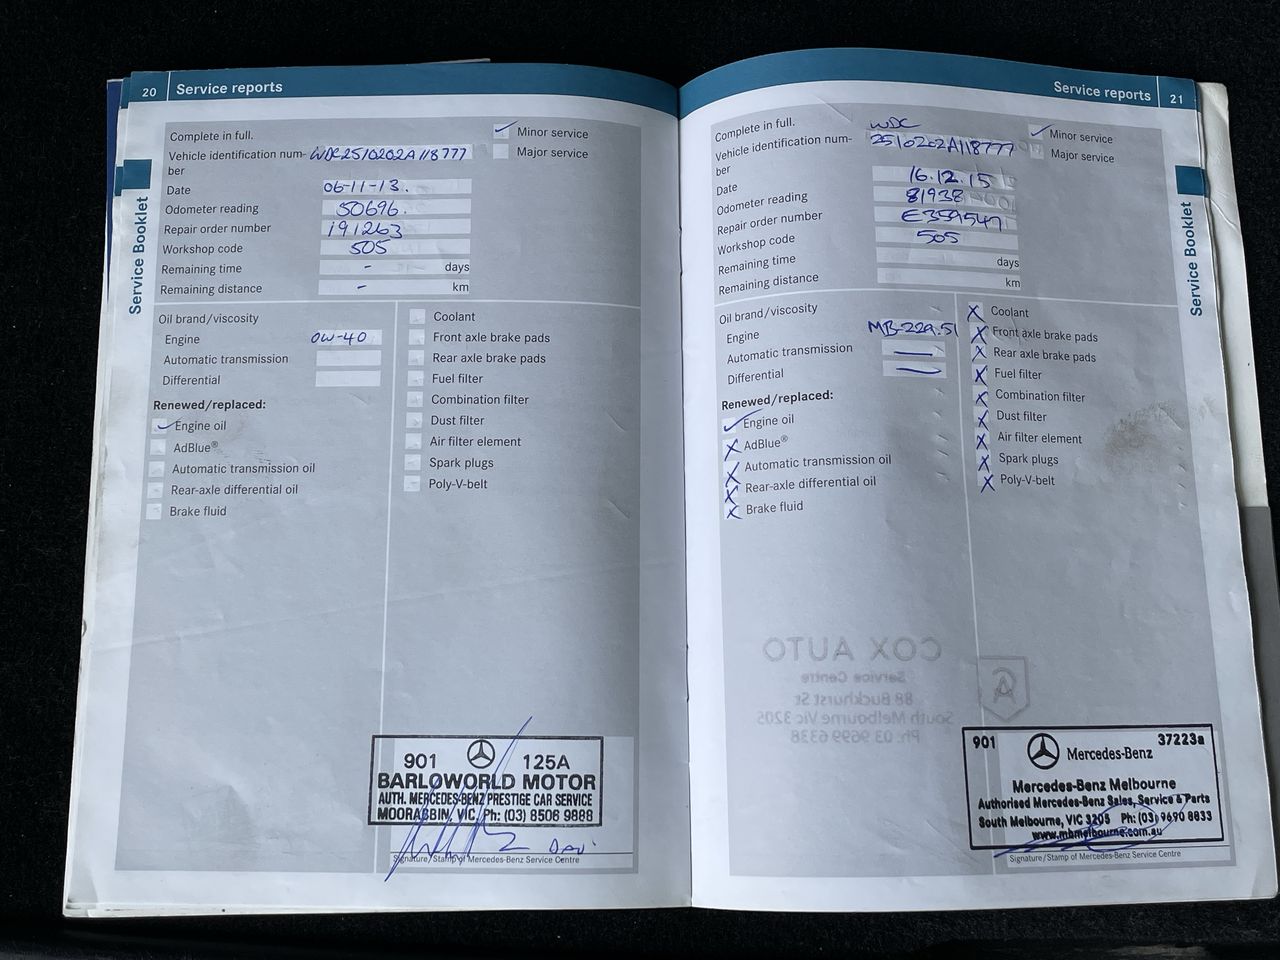 20 Service reports
Complete in full.
✓ Minor service
Vehicle identification num- WDC2510202A118777
ber
Major service
Date 06-11-13.
Odometer reading 50696.
Repair order number 191263
Workshop code 505
Remaining time - days
Remaining distance - km
Service Booklet
Oil brand/viscosity
Engine 0W-40
Automatic transmission
Differential
Renewed/replaced:
✓ Engine oil
AdBlue®
Automatic transmission oil
Rear-axle differential oil
Brake fluid
Coolant
Front axle brake pads
Rear axle brake pads
Fuel filter
Combination filter
Dust filter
Air filter element
Spark plugs
Poly-V-belt
901 125A
BARLOWORLD MOTOR
AUTH. MERCEDES-BENZ PRESTIGE CAR SERVICE
MOORABBIN, VIC, Ph: (03) 8506 9888
Signature/Stamp of Mercedes-Benz Service Centre
Service reports 21
Complete in full.
✓ Minor service
WDC
Vehicle identification num- 2510202A118777
ber
Major service
Date 16.12.15
Odometer reading 81938
Repair order number E359547
Workshop code 505
Remaining time days
Remaining distance km
Service Booklet
Oil brand/viscosity
Engine MB-229.51
Automatic transmission —
Differential —
Renewed/replaced:
✓ Engine oil
X AdBlue®
X Automatic transmission oil
X Rear-axle differential oil
X Brake fluid
X Coolant
X Front axle brake pads
X Rear axle brake pads
X Fuel filter
X Combination filter
X Dust filter
X Air filter element
X Spark plugs
X Poly-V-belt
COX AUTO
Service Centre
88 Buckhurst St
South Melbourne Vic 3205
Ph: 03 9699 6338
901 Mercedes-Benz 37223a
Mercedes-Benz Melbourne
Authorised Mercedes-Benz Sales, Service & Parts
South Melbourne, VIC 3205 Ph: (03) 9690 8833
www.mbmelbourne.com.au
Signature/Stamp of Mercedes-Benz Service Centre